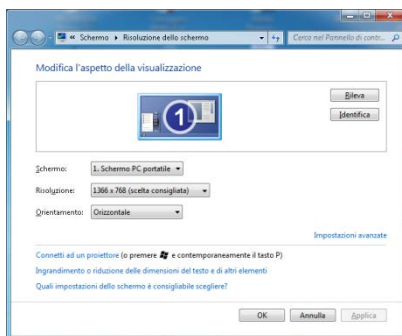 « Schermo ▸ Risoluzione dello schermo
Cerca nel Pannello di contr...
Modifica l'aspetto della visualizzazione
1
Rileva
Identifica
Schermo: 1. Schermo PC portatile
Risoluzione: 1366 x 768 (scelta consigliata)
Orientamento: Orizzontale
Impostazioni avanzate
Connetti ad un proiettore (o premere e contemporaneamente il tasto P)
Ingrandimento o riduzione delle dimensioni del testo e di altri elementi
Quali impostazioni dello schermo è consigliabile scegliere?
OK Annulla Applica